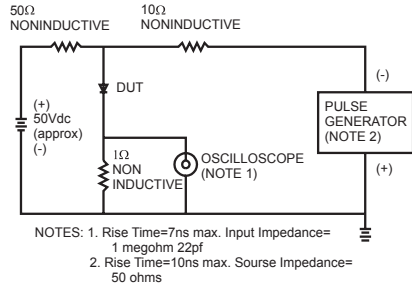 50Ω
NONINDUCTIVE
10Ω
NONINDUCTIVE
(+)
50Vdc
(approx)
(-)
DUT
1Ω
NON
INDUCTIVE
OSCILLOSCOPE
(NOTE 1)
(-)
PULSE
GENERATOR
(NOTE 2)
(+)
NOTES: 1. Rise Time=7ns max. Input Impedance=
1 megohm 22pf
2. Rise Time=10ns max. Sourse Impedance=
50 ohms